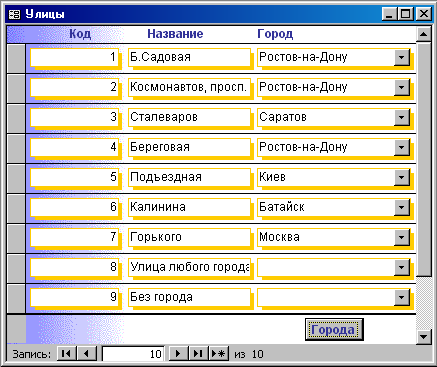 Улицы
Код Название Город
1 Б.Садовая Ростов-на-Дону
2 Космонавтов, просп. Ростов-на-Дону
3 Сталеваров Саратов
4 Береговая Ростов-на-Дону
5 Подъездная Киев
6 Калинина Батайск
7 Горького Москва
8 Улица любого города
9 Без города
Города
Запись: 10 из 10